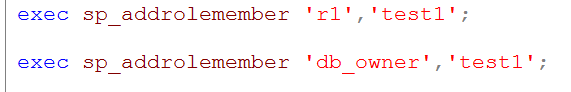 exec sp_addrolemember 'r1','test1';
exec sp_addrolemember 'db_owner','test1';